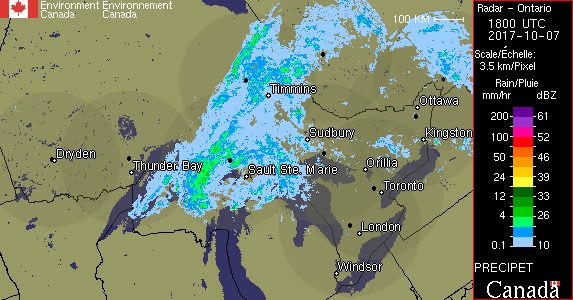 Environment Environnement
Canada Canada
100 KM
Timmins
Ottawa
Sudbury
Kingston
Dryden
Thunder Bay
Sault Ste. Marie
Orillia
Toronto
London
Windsor
Radar - Ontario
1800 UTC
2017-10-07
Scale/Échelle:
3.5 km/Pixel
Rain/Pluie
mm/hr dBZ
200 61
100 52
50 46
24 39
12 33
4 26
0.1 10
PRECIPET
Canada